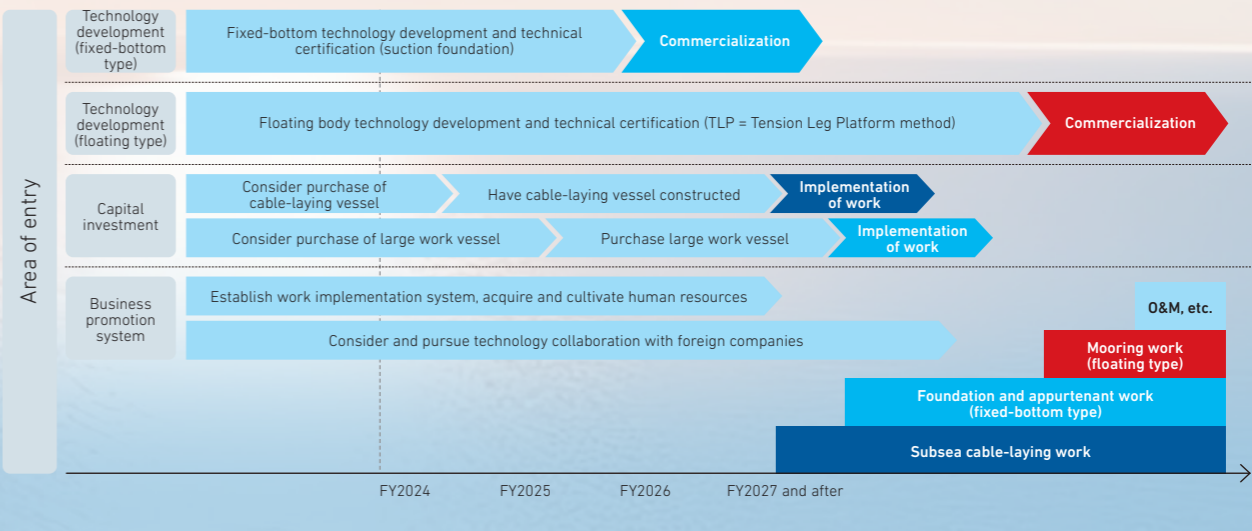 Area of entry
Technology
development
(fixed-bottom
type)
Fixed-bottom technology development and technical
certification (suction foundation)
Commercialization
Technology
development
(floating type)
Floating body technology development and technical certification (TLP = Tension Leg Platform method)
Commercialization
Capital
investment
Consider purchase of
cable-laying vessel
Have cable-laying vessel constructed
Implementation
of work
Consider purchase of large work vessel
Purchase large work vessel
Implementation
of work
Business
promotion
system
Establish work implementation system, acquire and cultivate human resources
Consider and pursue technology collaboration with foreign companies
O&M, etc.
Mooring work
(floating type)
Foundation and appurtenant work
(fixed-bottom type)
Subsea cable-laying work
FY2024
FY2025
FY2026
FY2027 and after